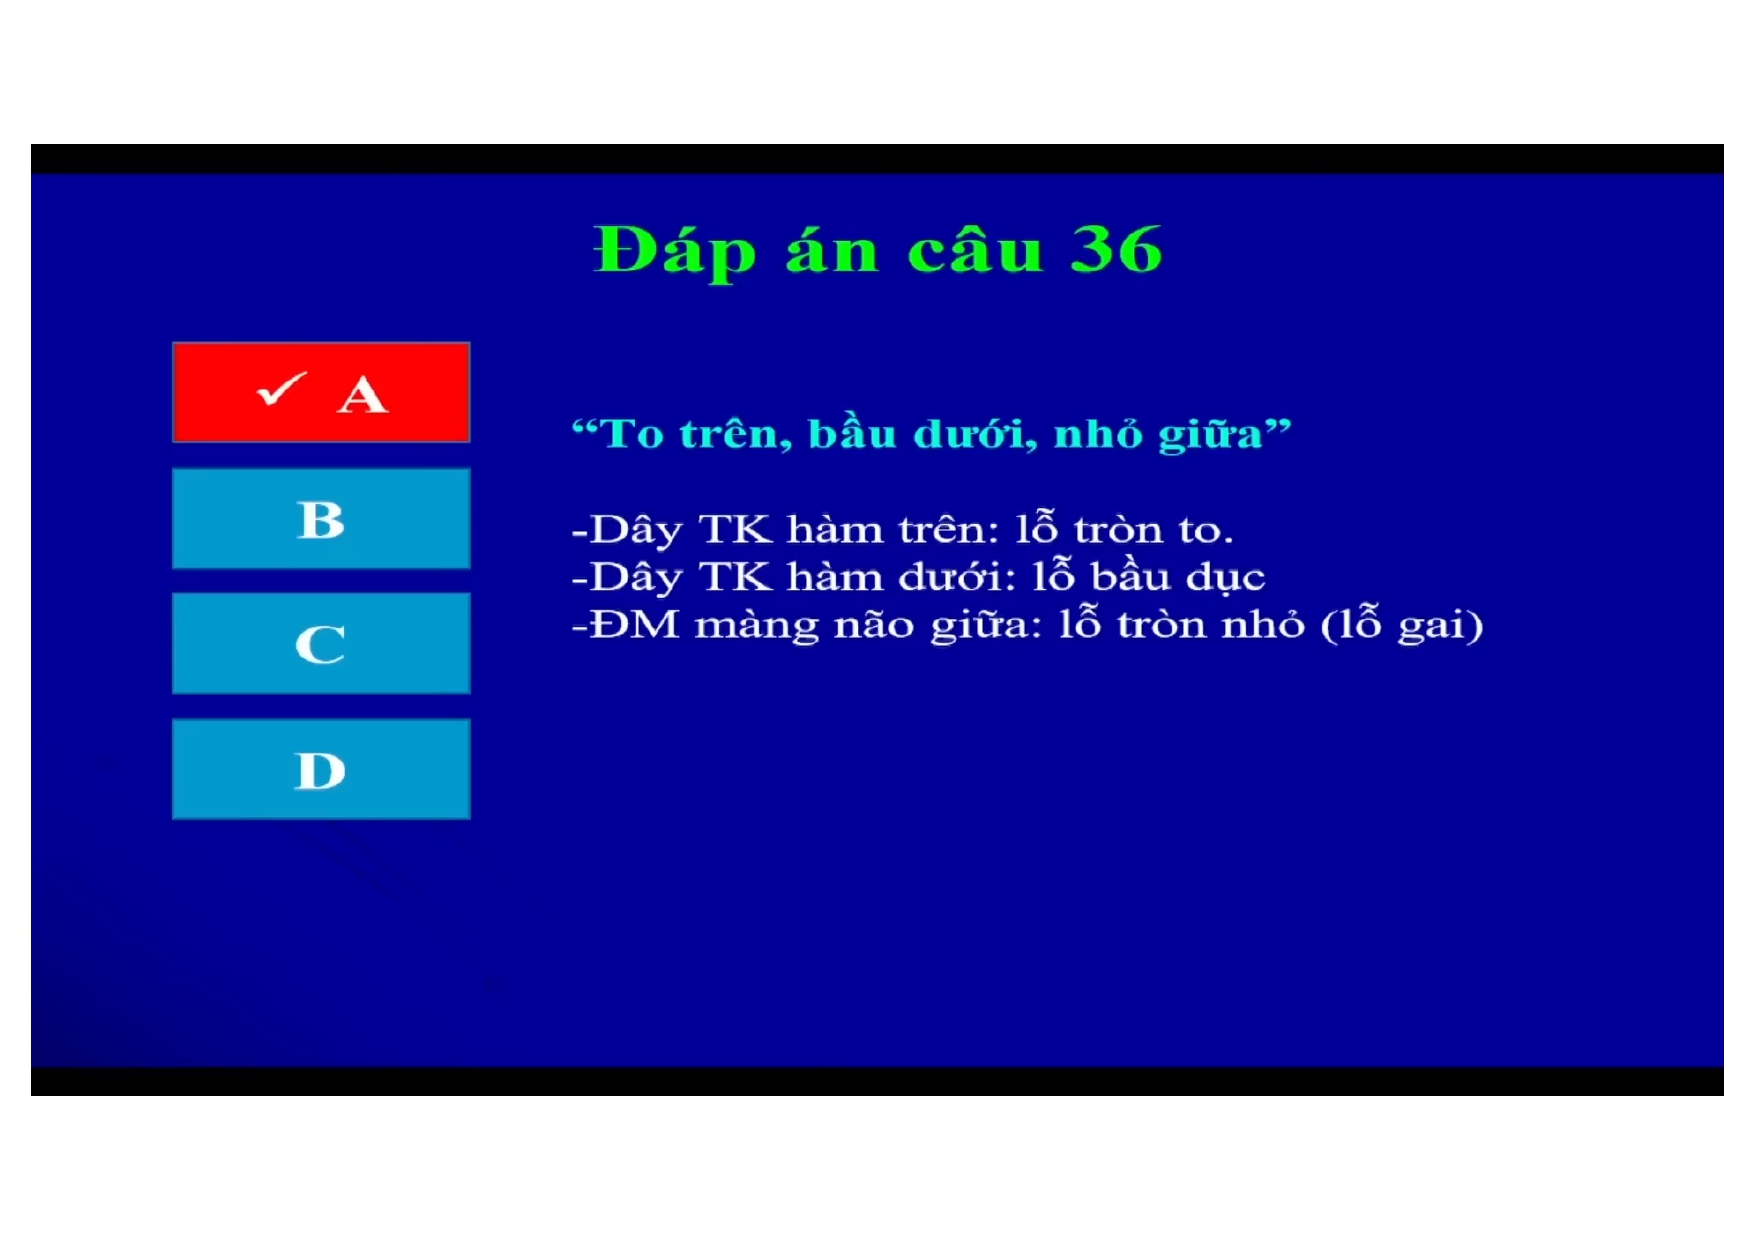 Đáp án câu 36
✓ A
B
C
D
“To trên, bầu dưới, nhỏ giữa”
-Dây TK hàm trên: lỗ tròn to.
-Dây TK hàm dưới: lỗ bầu dục
-ĐM màng não giữa: lỗ tròn nhỏ (lỗ gai)